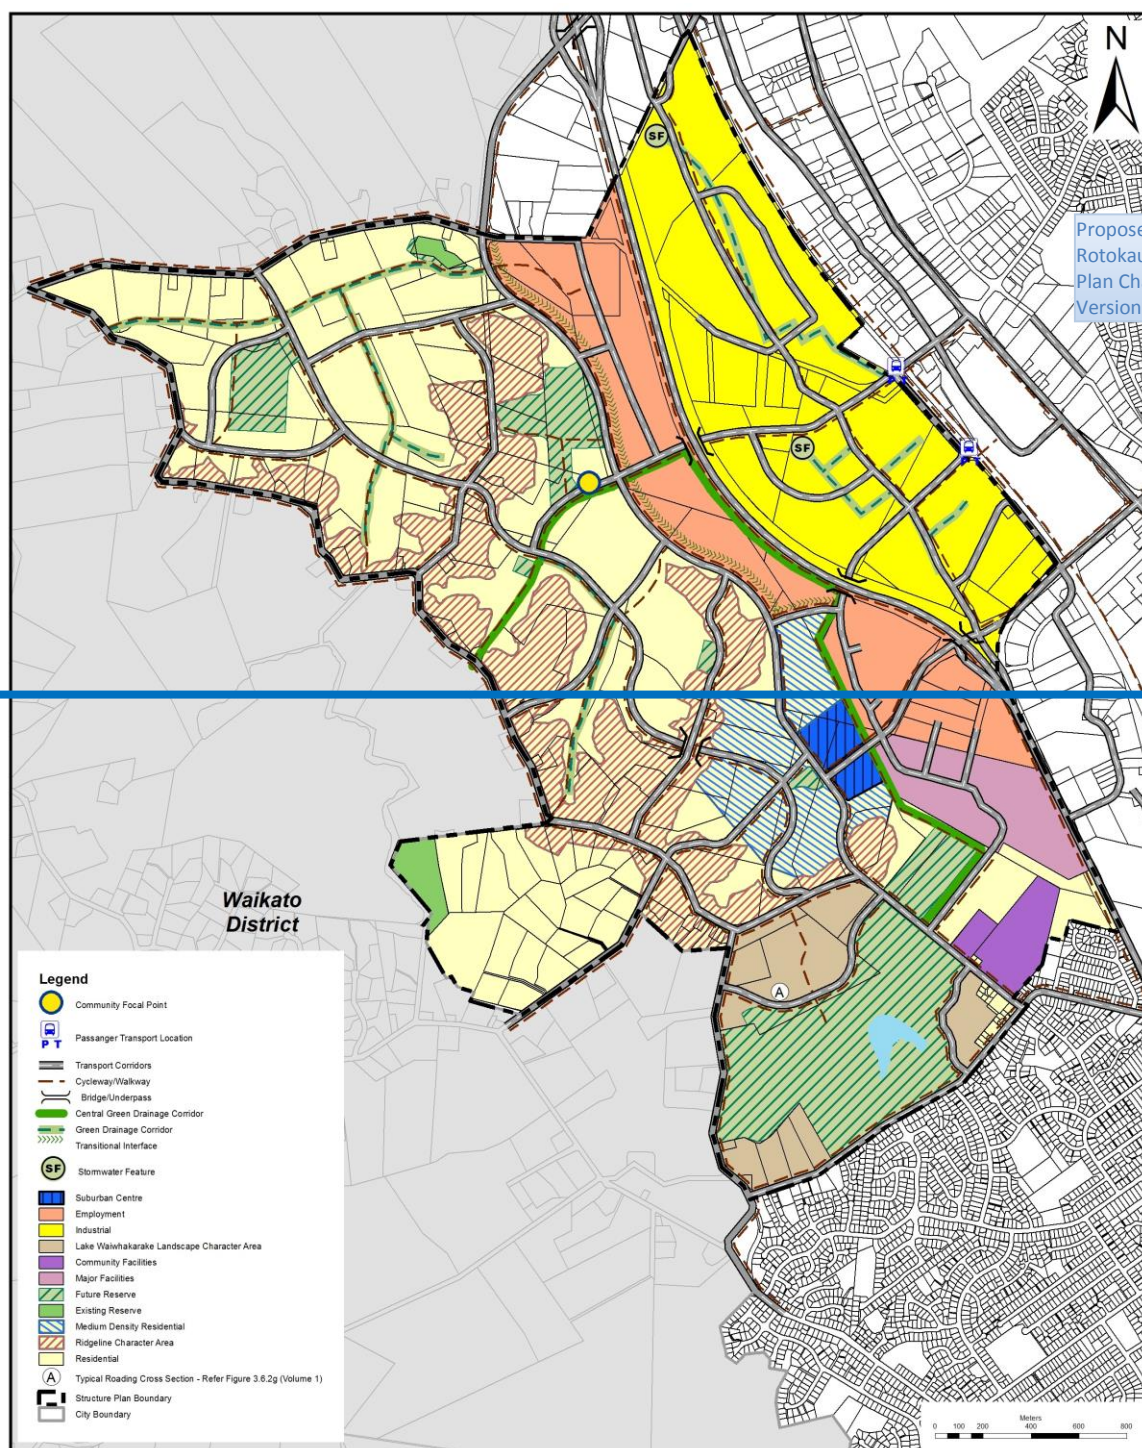 N
SF
Propose
Rotokau
Plan Ch
Version
P T
SF
P T
Waikato
District
A
Legend
Community Focal Point
P T
Passanger Transport Location
Transport Corridors
Cycleway/Walkway
Bridge/Underpass
Central Green Drainage Corridor
Green Drainage Corridor
Transitional Interface
SF
Stormwater Feature
Suburban Centre
Employment
Industrial
Lake Waiwhakarake Landscape Character Area
Community Facilities
Major Facilities
Future Reserve
Existing Reserve
Medium Density Residential
Ridgeline Character Area
Residential
A Typical Roading Cross Section - Refer Figure 3.6.2g (Volume 1)
Structure Plan Boundary
City Boundary
Meters
0 100 200 400 600 800